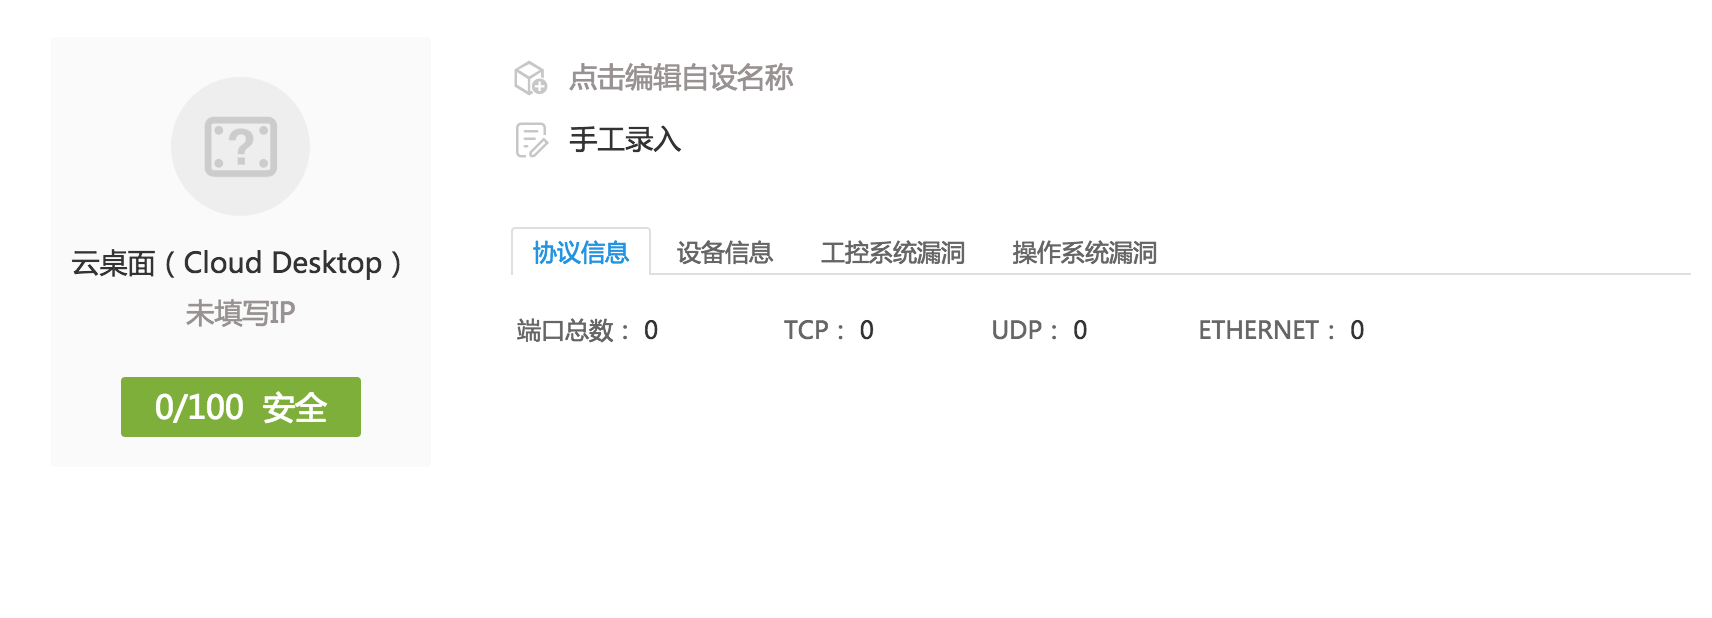 云桌面（Cloud Desktop）
未填写IP
0/100 安全
点击编辑自设名称
手工录入
协议信息 设备信息 工控系统漏洞 操作系统漏洞
端口总数： 0 TCP： 0 UDP： 0 ETHERNET： 0